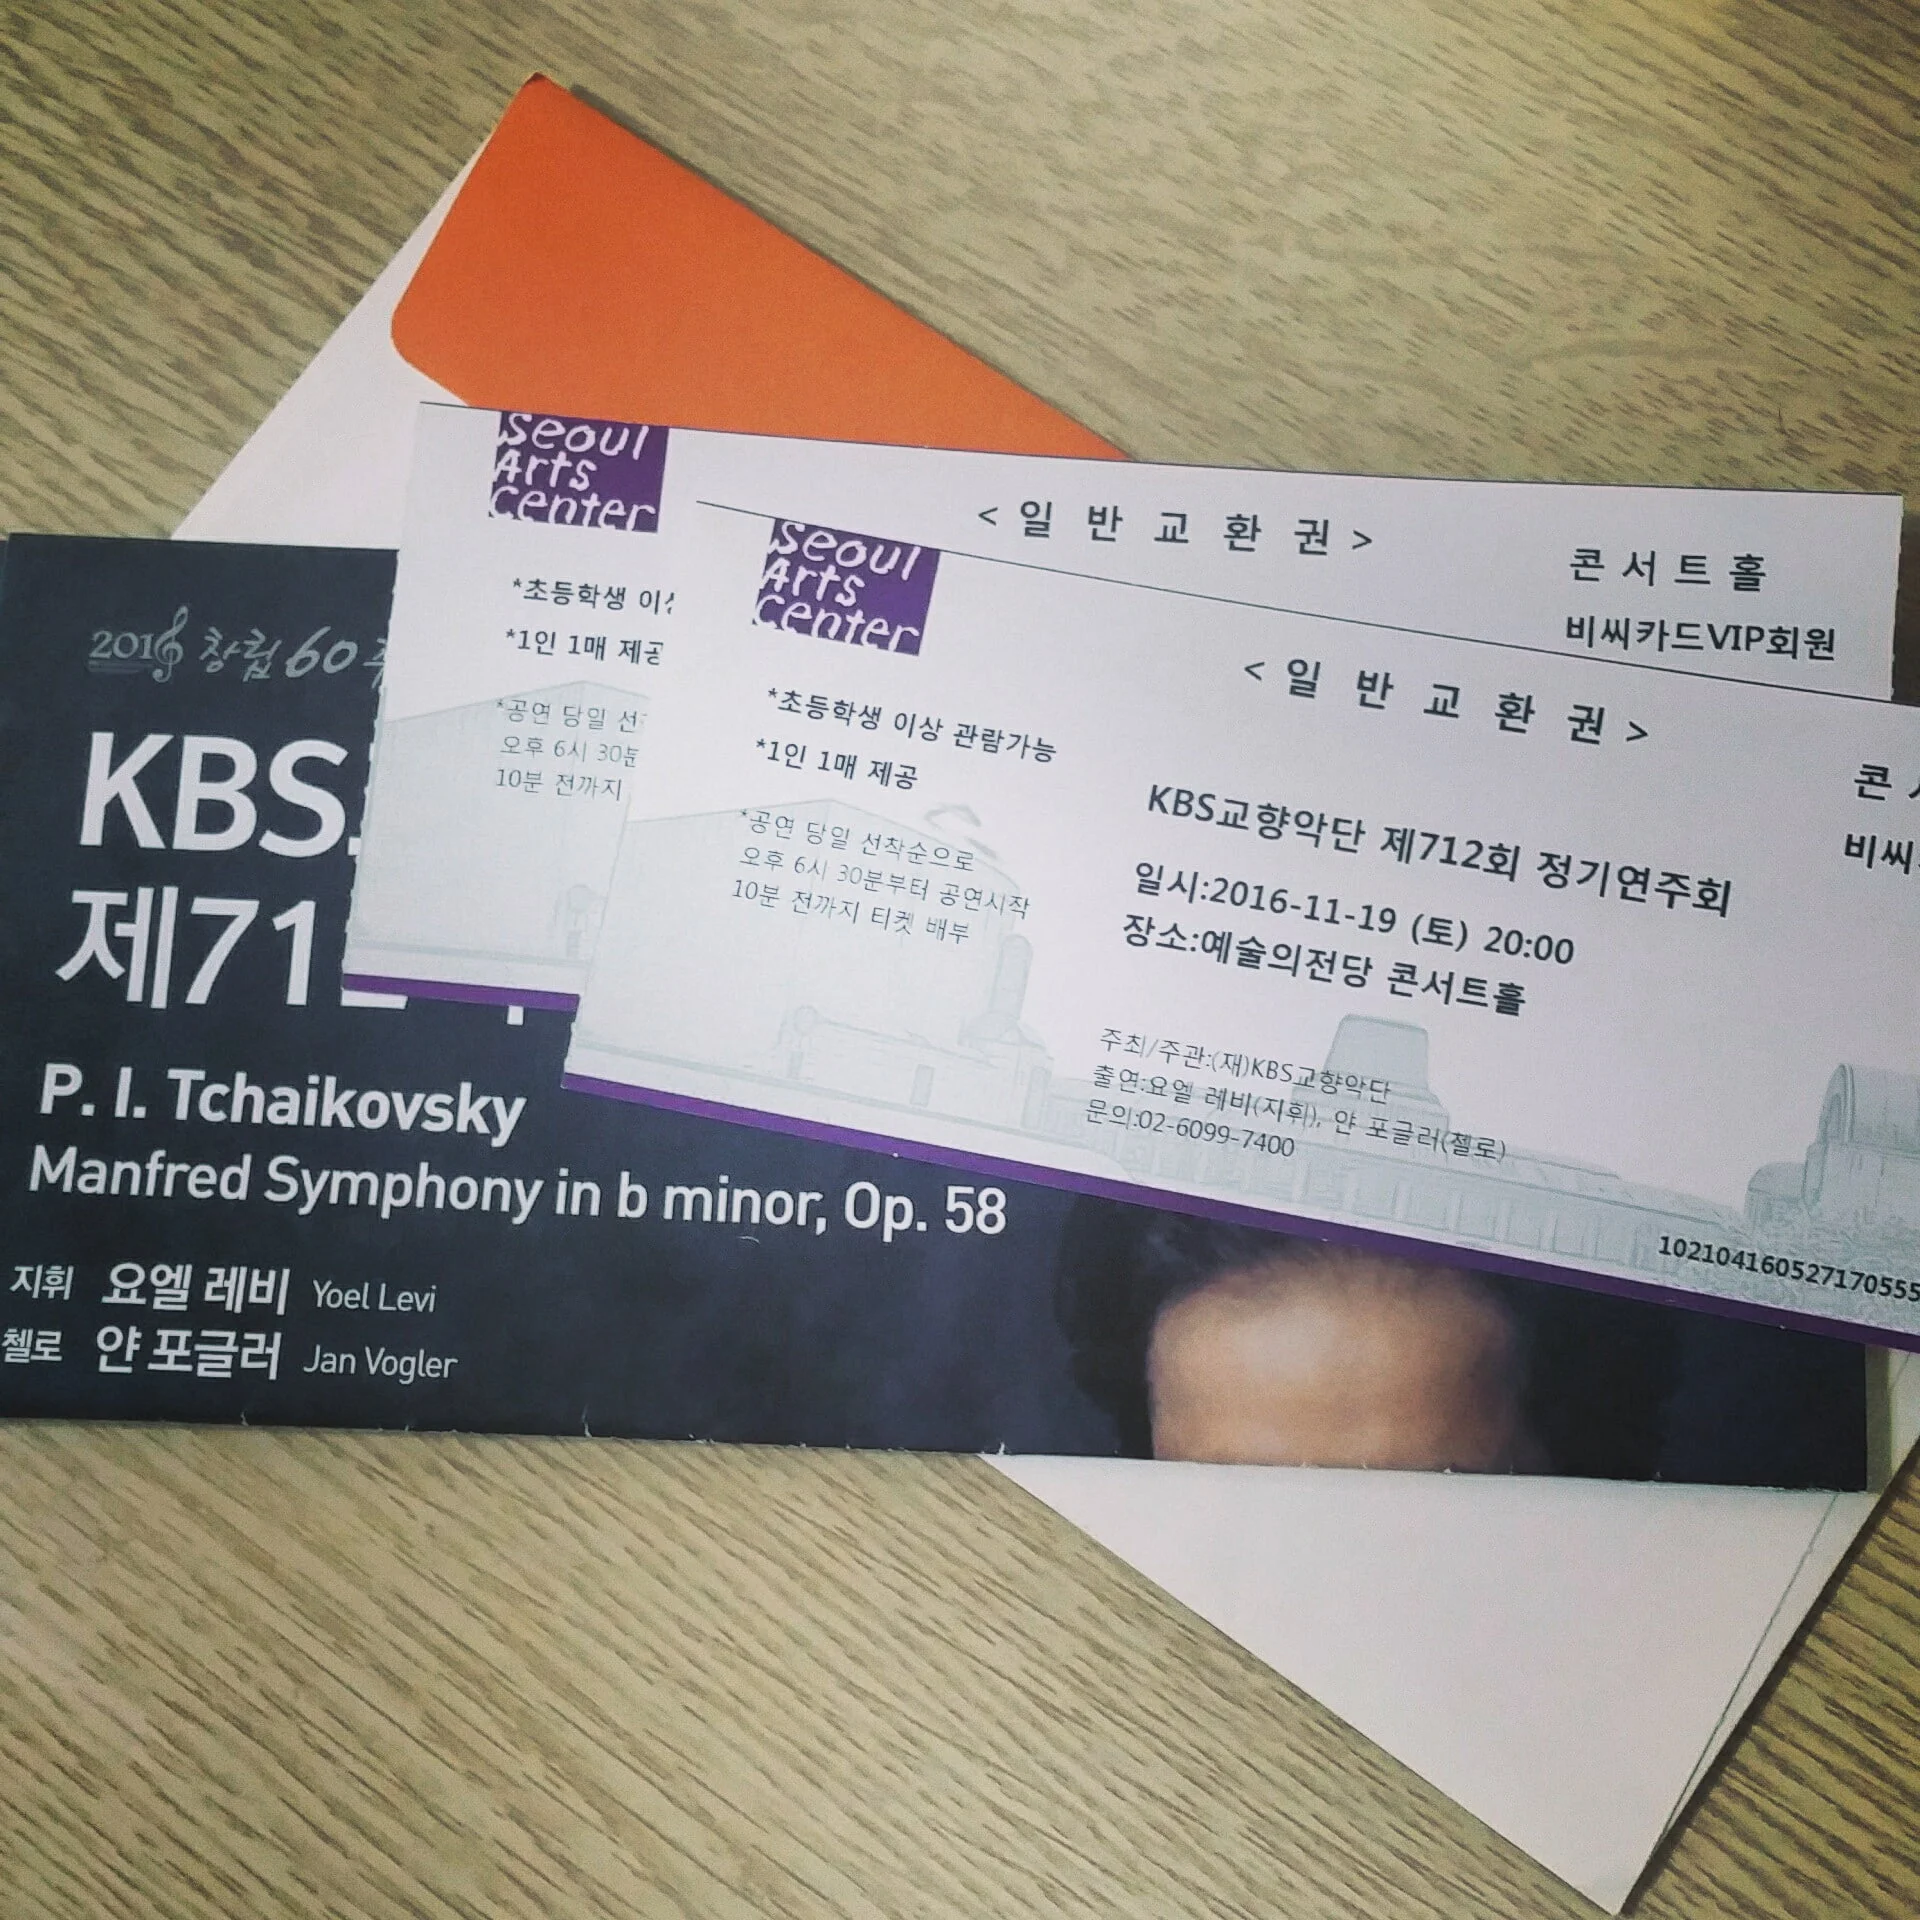 Seoul
Arts
Center
<일반교환권>
콘서트홀
비씨카드VIP회원
*초등학생
*1인 1매 제공
*공연 당일
오후 6시
10분 전까지
Seoul
Arts
Center
<일반교환권>
*초등학생 이상 관람가능
*1인 1매 제공
*공연 당일 선착순으로
오후 6시 30분부터 공연시작
10분 전까지 티켓 배부
KBS교향악단 제712회 정기연주회
일시:2016-11-19 (토) 20:00
장소:예술의전당 콘서트홀
주최/주관:(재)KBS교향악단
출연:요엘 레비(지휘), 얀 포글러(첼로)
문의:02-6099-7400
콘
비씨
102104160527170555
2016 창립 60
KBS
제71
P. I. Tchaikovsky
Manfred Symphony in b minor, Op. 58
지휘 요엘 레비 Yoel Levi
첼로 얀 포글러 Jan Vogler